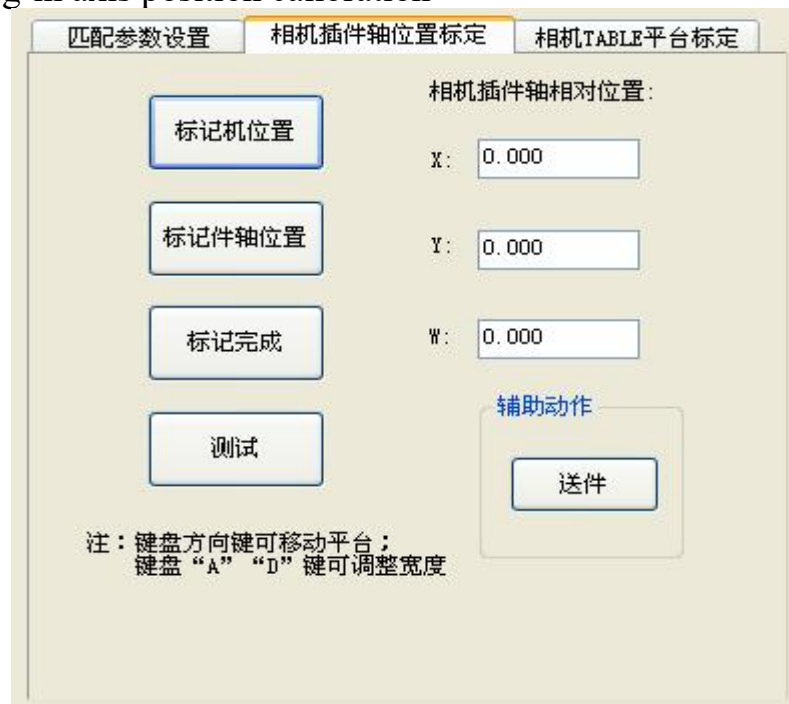 匹配参数设置
相机插件轴位置标定
相机TABLE平台标定
标记机位置
标记件轴位置
标记完成
测试
相机插件轴相对位置:
X: 0.000
Y: 0.000
W: 0.000
辅助动作
送件
注：键盘方向键可移动平台；
键盘“A”“D”键可调整宽度